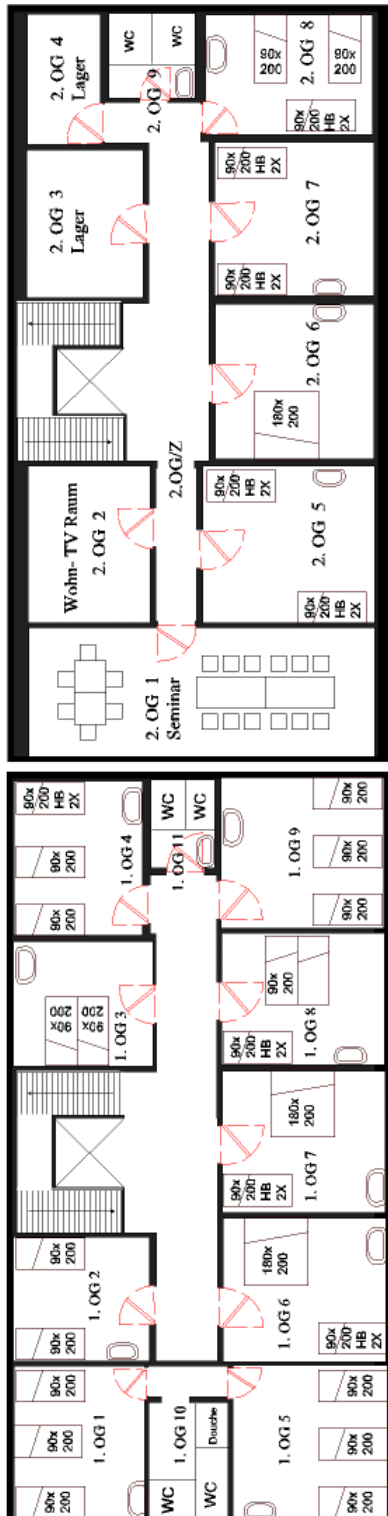 2. OG 4
Lager
WC
WC
2. OG 9
90x
200
2. OG 8
90x
200
90x
200
HB
2X
2. OG 3
Lager
90x
200
HB
2X
2. OG 7
90x
200
HB
2X
2. OG 6
180x
200
2.OG/Z
Wohn- TV Raum
2. OG 2
90x
200
HB
2X
2. OG 5
90x
200
HB
2X
2. OG 1
Seminar
90x
200
HB
2X
1. OG 4
90x
200
90x
200
WC
WC
1. OG 11
90x
200
1. OG 9
90x
200
90x
200
90x
200
90x
200
1. OG 3
90x
200
90x
200
HB
2X
1. OG 8
180x
200
90x
200
HB
2X
1. OG 7
90x
200
1. OG 2
90x
200
180x
200
1. OG 6
90x
200
HB
2X
90x
200
1. OG 1
90x
200
90x
200
1. OG 10
Douche
WC
WC
1. OG 5
90x
200
90x
200
90x
200